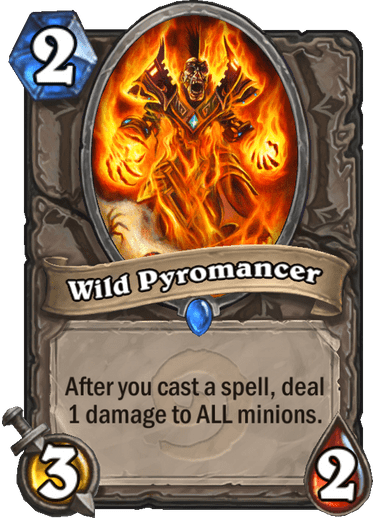 2
Wild Pyromancer
After you cast a spell, deal
1 damage to ALL minions.
3
2